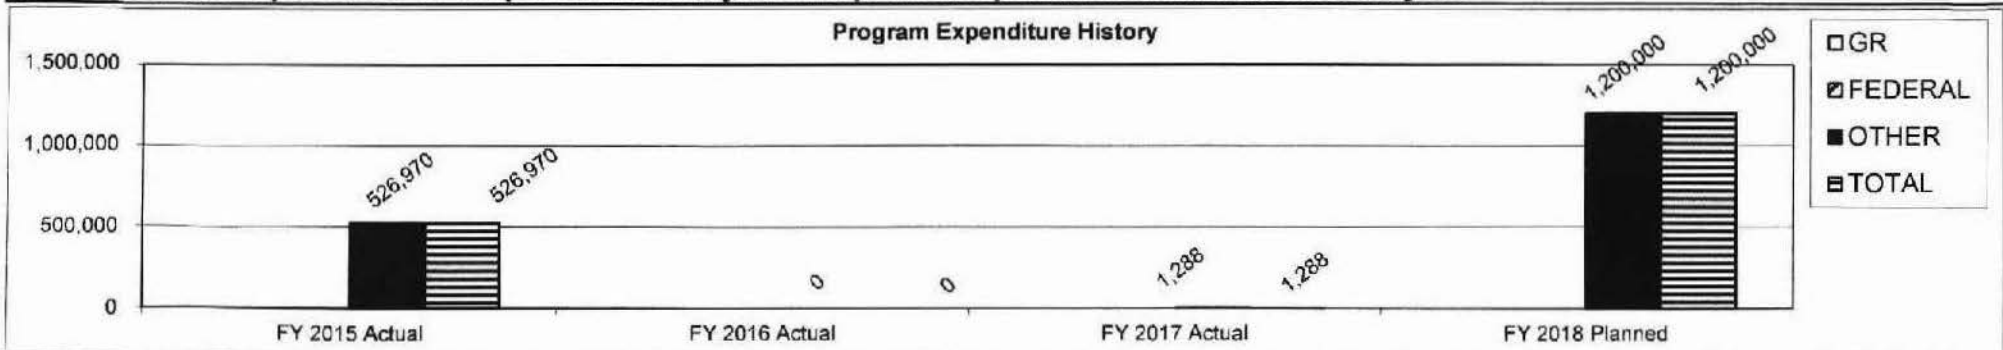 Program Expenditure History
1,500,000
1,000,000
500,000
0
526,970
526,970
0
0
1,288
1,288
1,200,000
1,200,000
FY 2015 Actual
FY 2016 Actual
FY 2017 Actual
FY 2018 Planned
GR
FEDERAL
OTHER
TOTAL